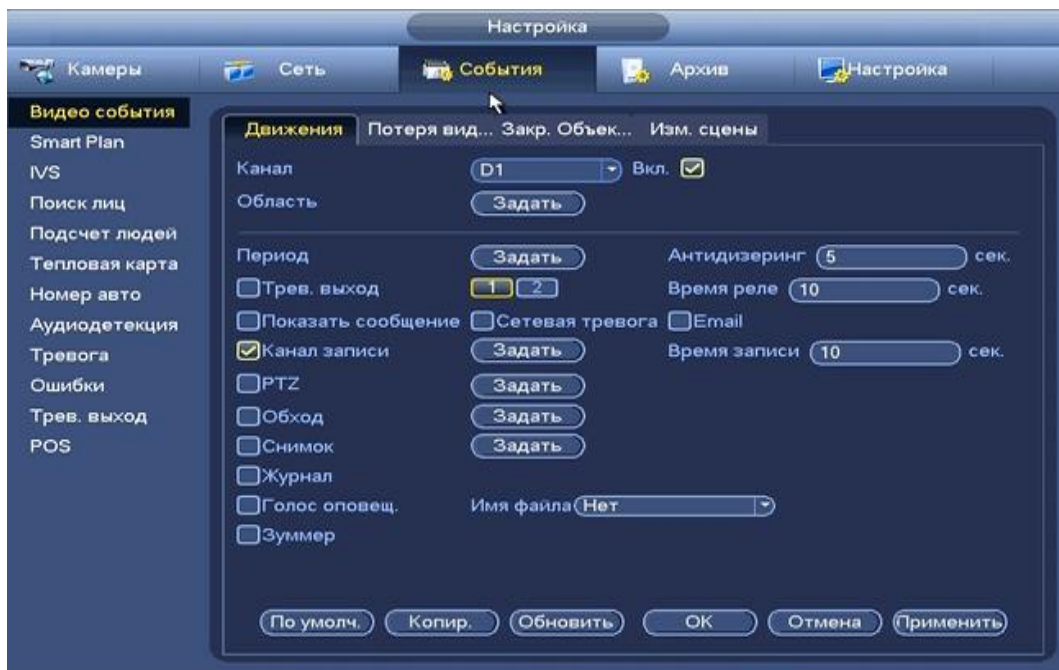 Настройка
Камеры Сеть События Архив Настройка
Видео события
Smart Plan
IVS
Поиск лиц
Подсчет людей
Тепловая карта
Номер авто
Аудиодетекция
Тревога
Ошибки
Трев. выход
POS
Движения Потеря вид... Закр. Объек... Изм. сцены
Канал D1 Вкл.
Область Задать
Период Задать Антидизеринг 5 сек.
Трев. выход 1 2 Время реле 10 сек.
Показать сообщение Сетевая тревога Email
Канал записи Задать Время записи 10 сек.
PTZ Задать
Обход Задать
Снимок Задать
Журнал
Голос оповещ. Имя файла Нет
Зуммер
По умолч. Копир. Обновить OK Отмена Применить